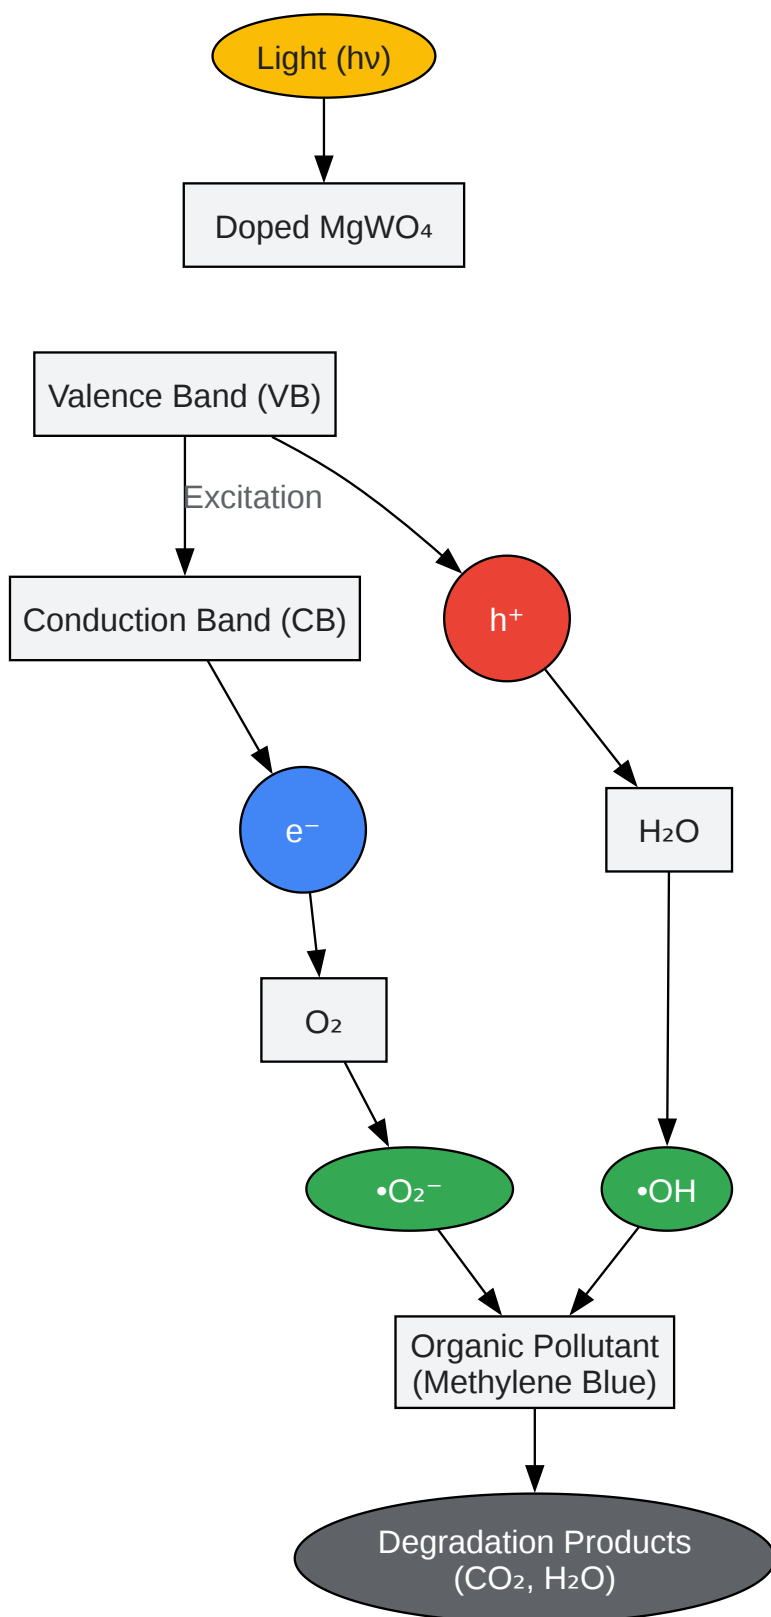 Light (hν)
Doped MgWO₄
Valence Band (VB)
Excitation
Conduction Band (CB)
h⁺
e⁻
H₂O
O₂
•O₂⁻
•OH
Organic Pollutant
(Methylene Blue)
Degradation Products
(CO₂, H₂O)